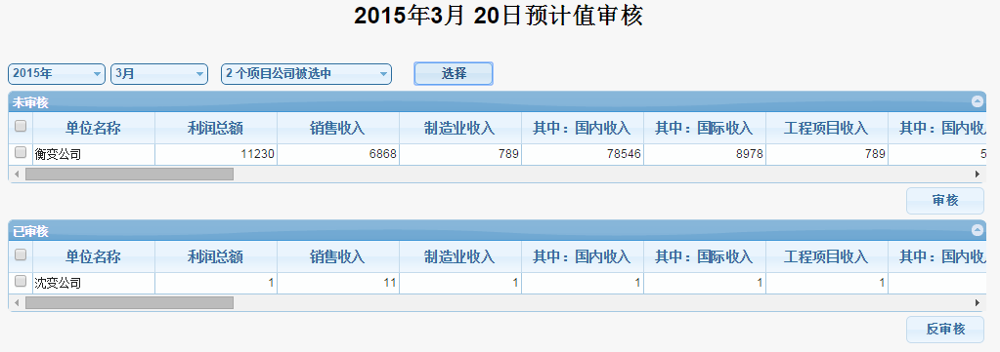 2015年3月 20日预计值审核
2015年 3月 2 个项目公司被选中 选择
未审核
单位名称 利润总额 销售收入 制造业收入 其中：国内收入 其中：国际收入 工程项目收入 其中：国内收
衡变公司 11230 6868 789 78546 8978 789 5
审核
已审核
单位名称 利润总额 销售收入 制造业收入 其中：国内收入 其中：国际收入 工程项目收入 其中：国内收
沈变公司 1 11 1 1 1 1
反审核